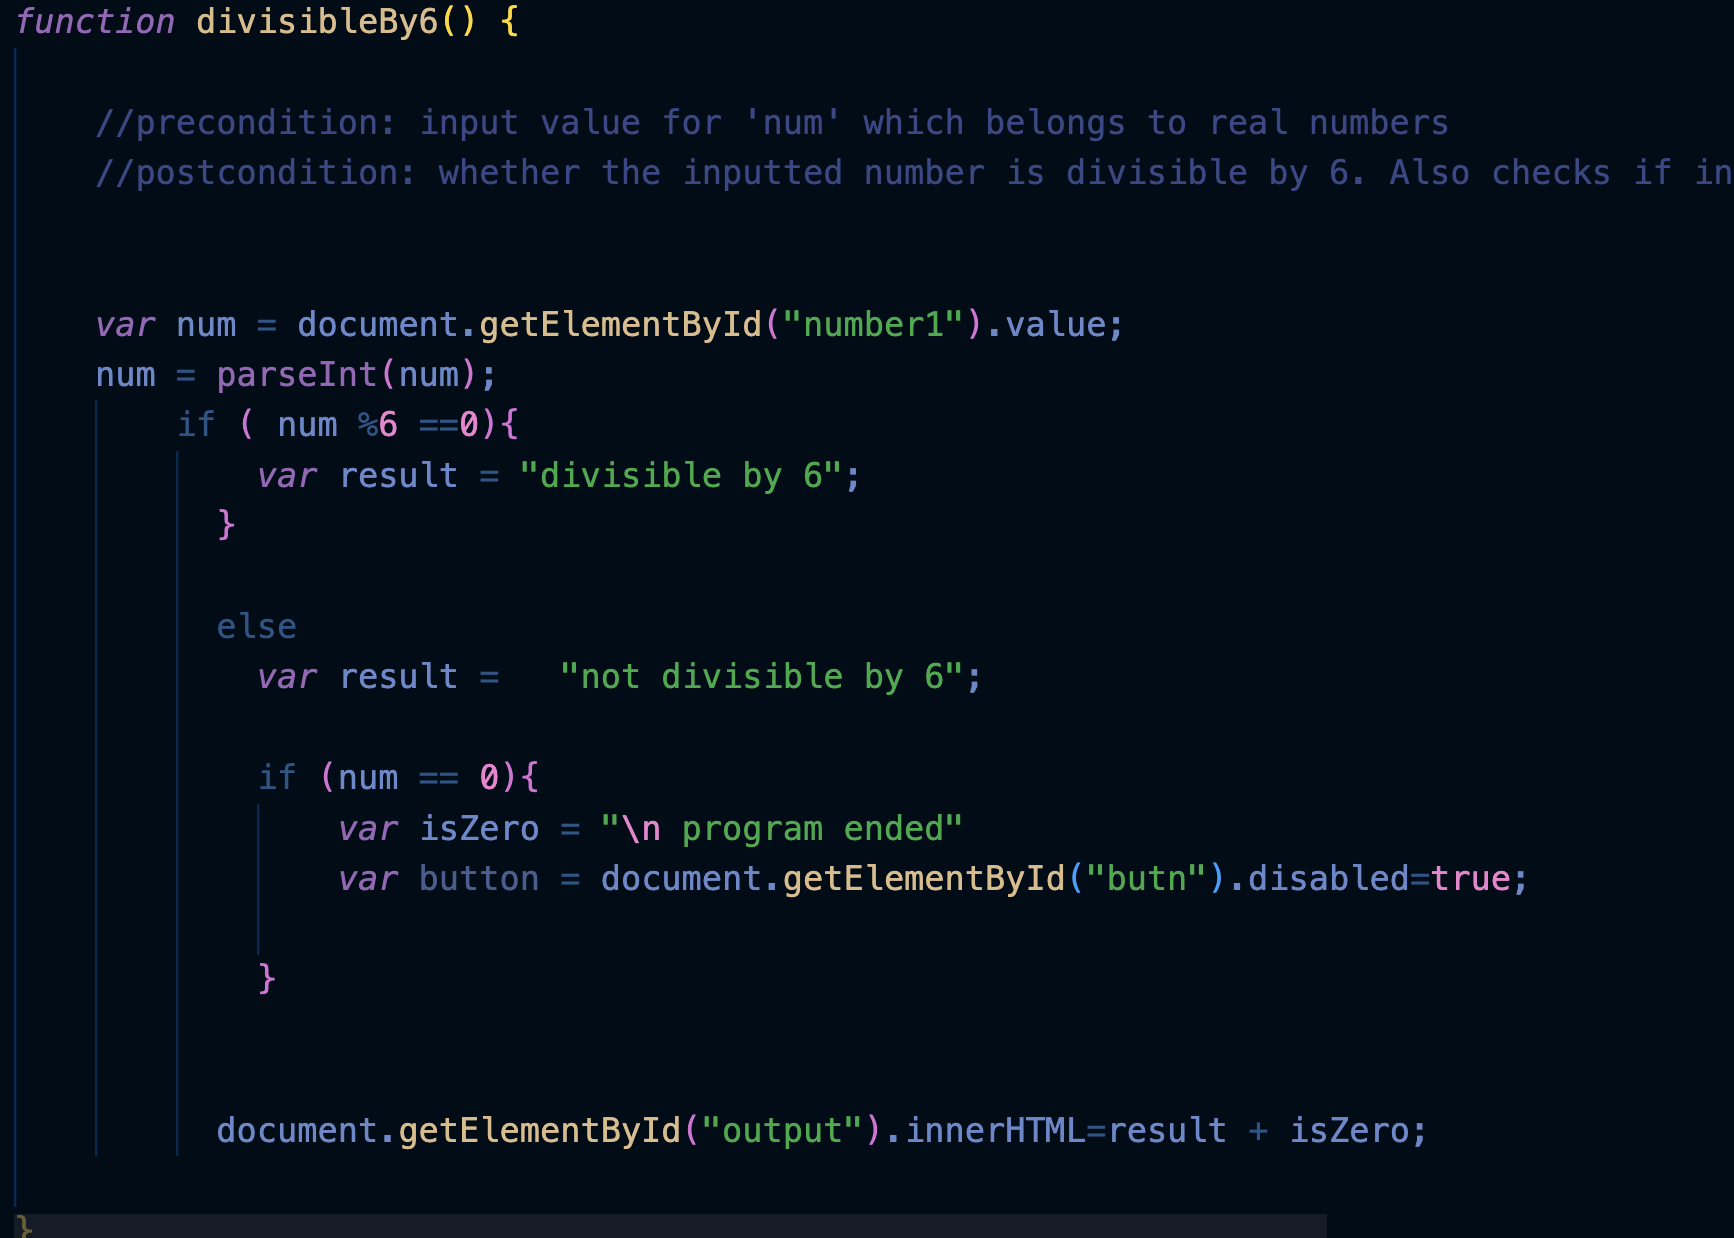 function divisibleBy6() {
//precondition: input value for 'num' which belongs to real numbers
//postcondition: whether the inputted number is divisible by 6. Also checks if in
var num = document.getElementById("number1").value;
num = parseInt(num);
if ( num %6 ==0){
var result = "divisible by 6";
}
else
var result =   "not divisible by 6";
if (num == 0){
var isZero = "\n program ended"
var button = document.getElementById("butn").disabled=true;
}
document.getElementById("output").innerHTML=result + isZero;
}